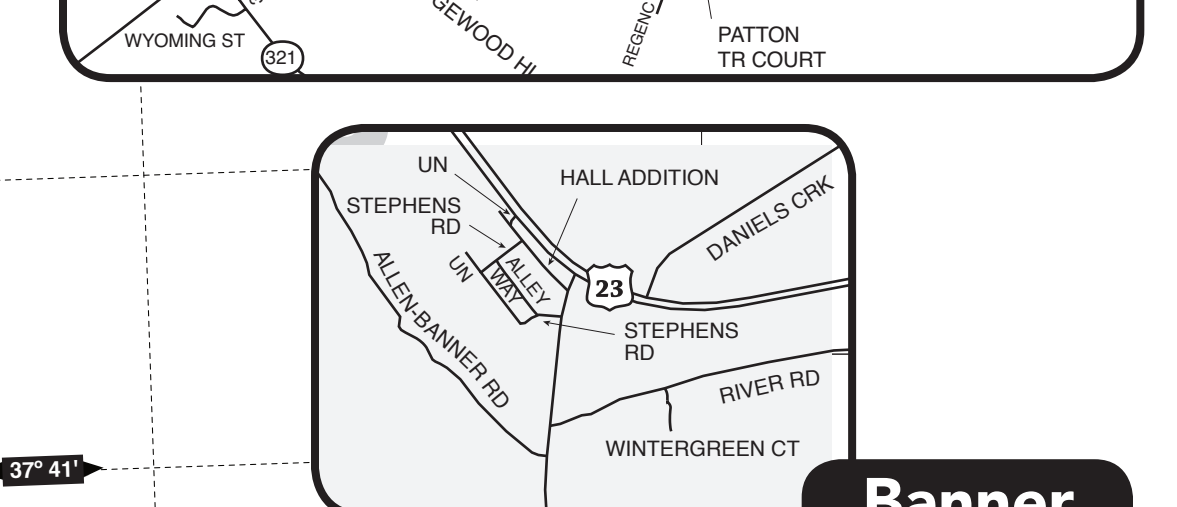 WYOMING ST
321
REGENC
PATTON
TR COURT
UN
HALL ADDITION
STEPHENS
RD
DANIELS CRK
UN
ALLEY
WAY
23
ALLEN-BANNER RD
STEPHENS
RD
RIVER RD
WINTERGREEN CT
37° 41'
Banner